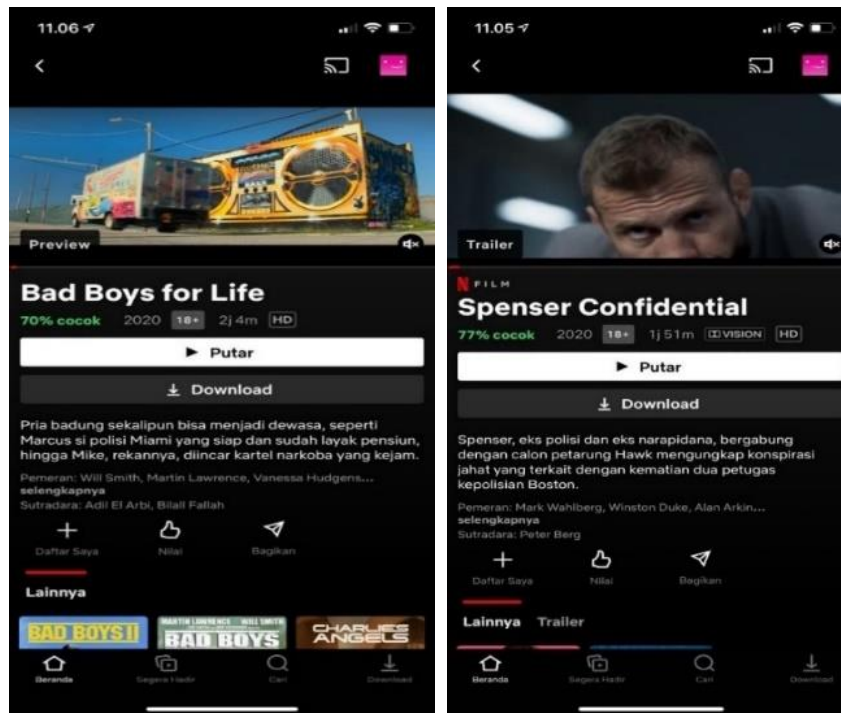 11.06
Preview
Bad Boys for Life
70% cocok 2020 18+ 2j 4m HD
Putar
Download
Pria badung sekalipun bisa menjadi dewasa, seperti
Marcus si polisi Miami yang siap dan sudah layak pensiun,
hingga Mike, rekannya, diincar kartel narkoba yang kejam.
Pemeran: Will Smith, Martin Lawrence, Vanessa Hudgens...
selengkapnya
Sutradara: Adil El Arbi, Bilall Fallah
Daftar Saya Nilai Bagikan
Lainnya
BAD BOYS II
MARTIN LAWRENCE WILL SMITH
BAD BOYS
CHARLIE'S
ANGELS
Beranda Segera Hadir Cari Download
11.05
Trailer
N FILM
Spenser Confidential
77% cocok 2020 18+ 1j 51m VISION HD
Putar
Download
Spenser, eks polisi dan eks narapidana, bergabung
dengan calon petarung Hawk mengungkap konspirasi
jahat yang terkait dengan kematian dua petugas
kepolisian Boston.
Pemeran: Mark Wahlberg, Winston Duke, Alan Arkin...
selengkapnya
Sutradara: Peter Berg
Daftar Saya Nilai Bagikan
Lainnya Trailer
Beranda Segera Hadir Cari Download